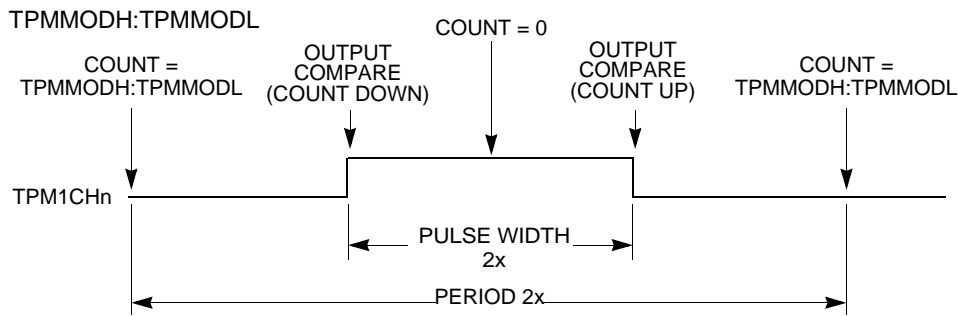 TPMMODH:TPMMODL
COUNT = 0
COUNT =
TPMMODH:TPMMODL
OUTPUT
COMPARE
(COUNT DOWN)
OUTPUT
COMPARE
(COUNT UP)
COUNT =
TPMMODH:TPMMODL
TPM1CHn
PULSE WIDTH
2x
PERIOD 2x